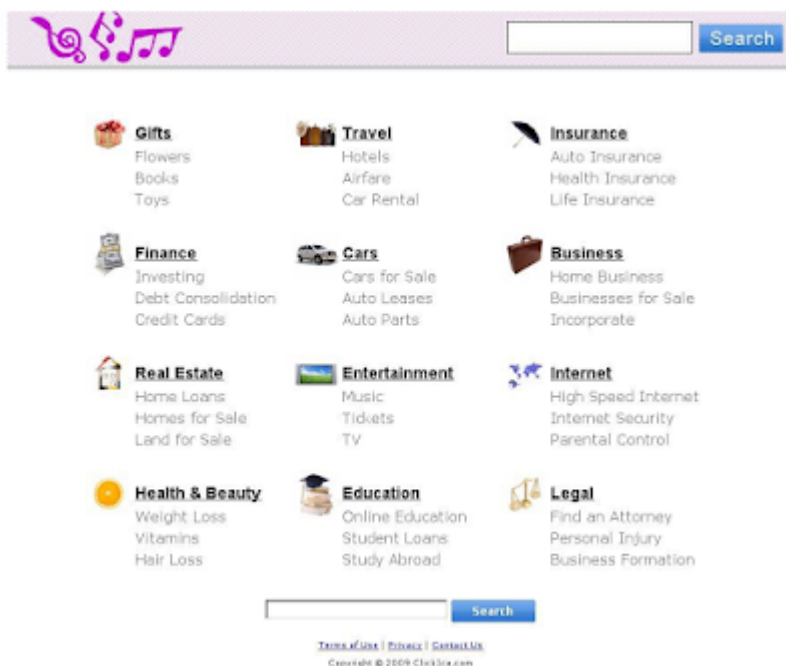 Search
Gifts
Flowers
Books
Toys
Travel
Hotels
Airfare
Car Rental
Insurance
Auto Insurance
Health Insurance
Life Insurance
Finance
Investing
Debt Consolidation
Credit Cards
Cars
Cars for Sale
Auto Leases
Auto Parts
Business
Home Business
Businesses for Sale
Incorporate
Real Estate
Home Loans
Homes for Sale
Land for Sale
Entertainment
Music
Tickets
TV
Internet
High Speed Internet
Internet Security
Parental Control
Health & Beauty
Weight Loss
Vitamins
Hair Loss
Education
Online Education
Student Loans
Study Abroad
Legal
Find an Attorney
Personal Injury
Business Formation
Search
Terms of Use | Privacy | Contact Us
Copyright © 2009